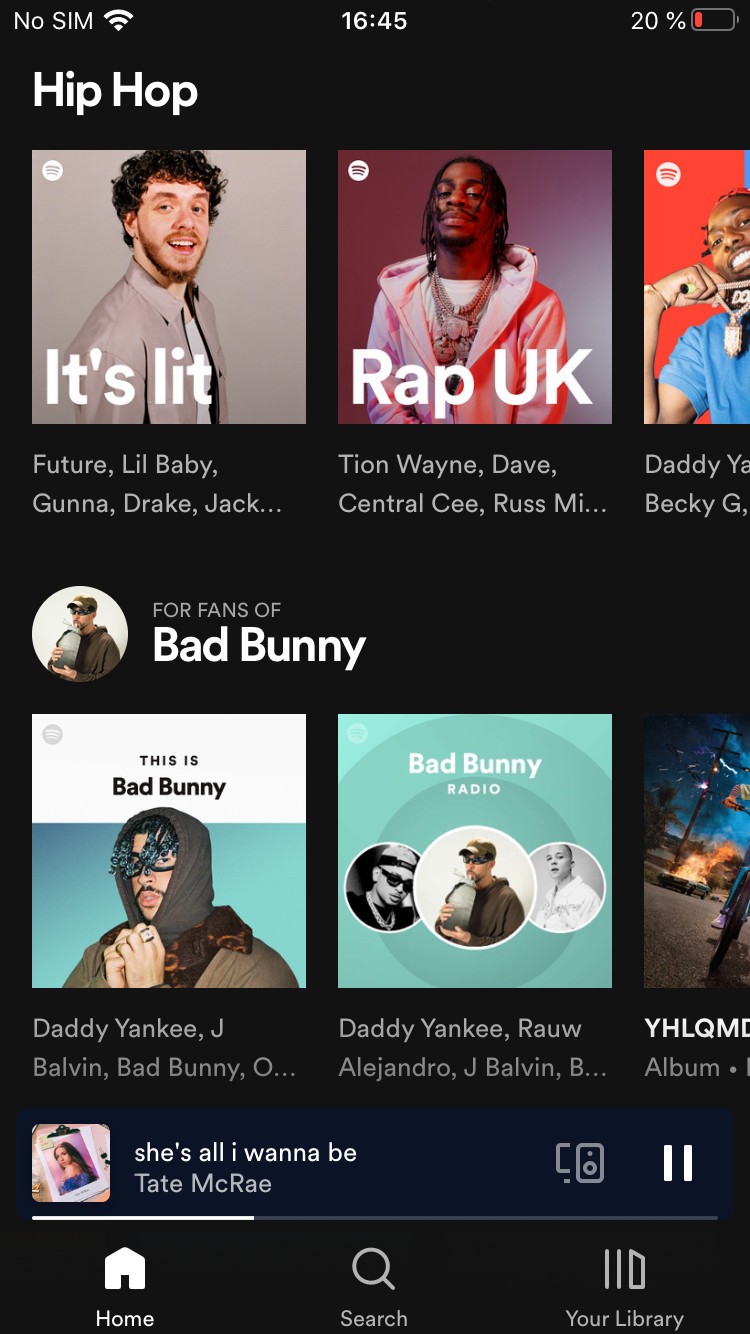 No SIM 16:45 20 %
Hip Hop
It's lit
Rap UK
Future, Lil Baby,
Gunna, Drake, Jack...
Tion Wayne, Dave,
Central Cee, Russ Mi...
Daddy Ya
Becky G,
FOR FANS OF
Bad Bunny
THIS IS
Bad Bunny
Bad Bunny
RADIO
Daddy Yankee, J
Balvin, Bad Bunny, O...
Daddy Yankee, Rauw
Alejandro, J Balvin, B...
YHLQMD
Album •
she's all i wanna be
Tate McRae
Home
Search
Your Library